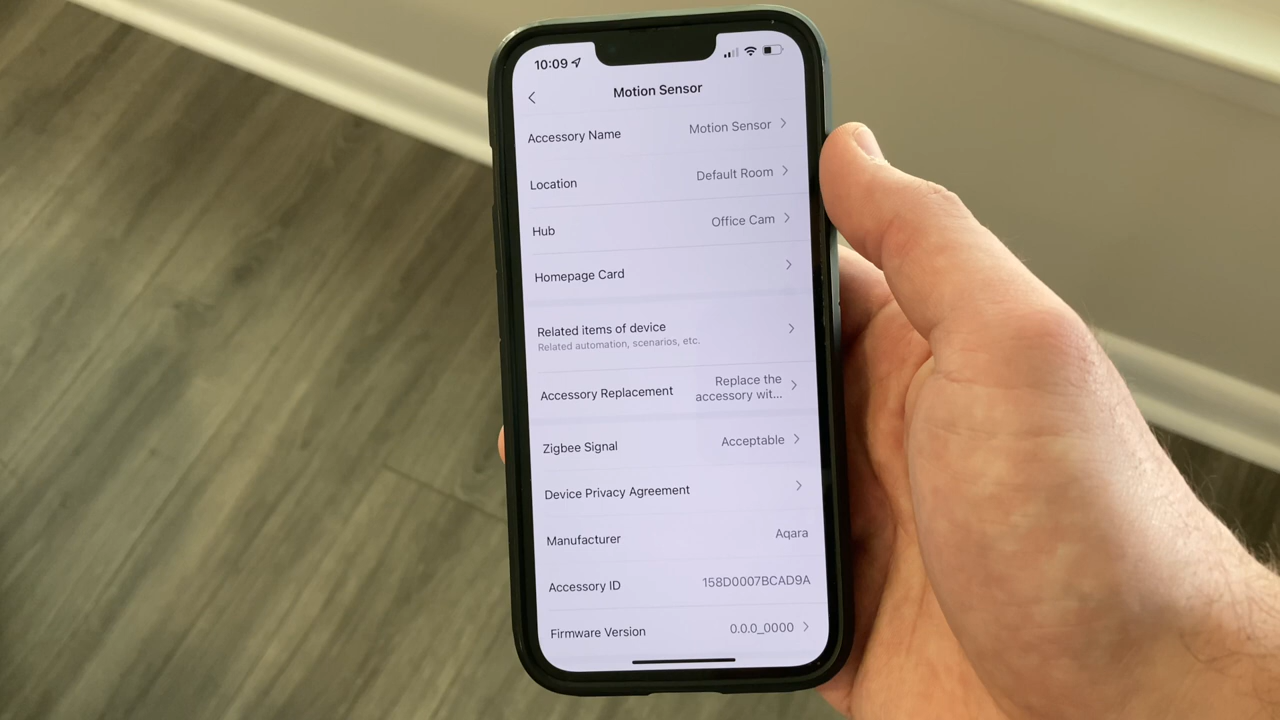 10:09
Motion Sensor
Accessory Name Motion Sensor
Location Default Room
Hub Office Cam
Homepage Card
Related items of device
Related automation, scenarios, etc.
Accessory Replacement Replace the
accessory wit...
Zigbee Signal Acceptable
Device Privacy Agreement
Manufacturer Aqara
Accessory ID 158D0007BCAD9A
Firmware Version 0.0.0_0000